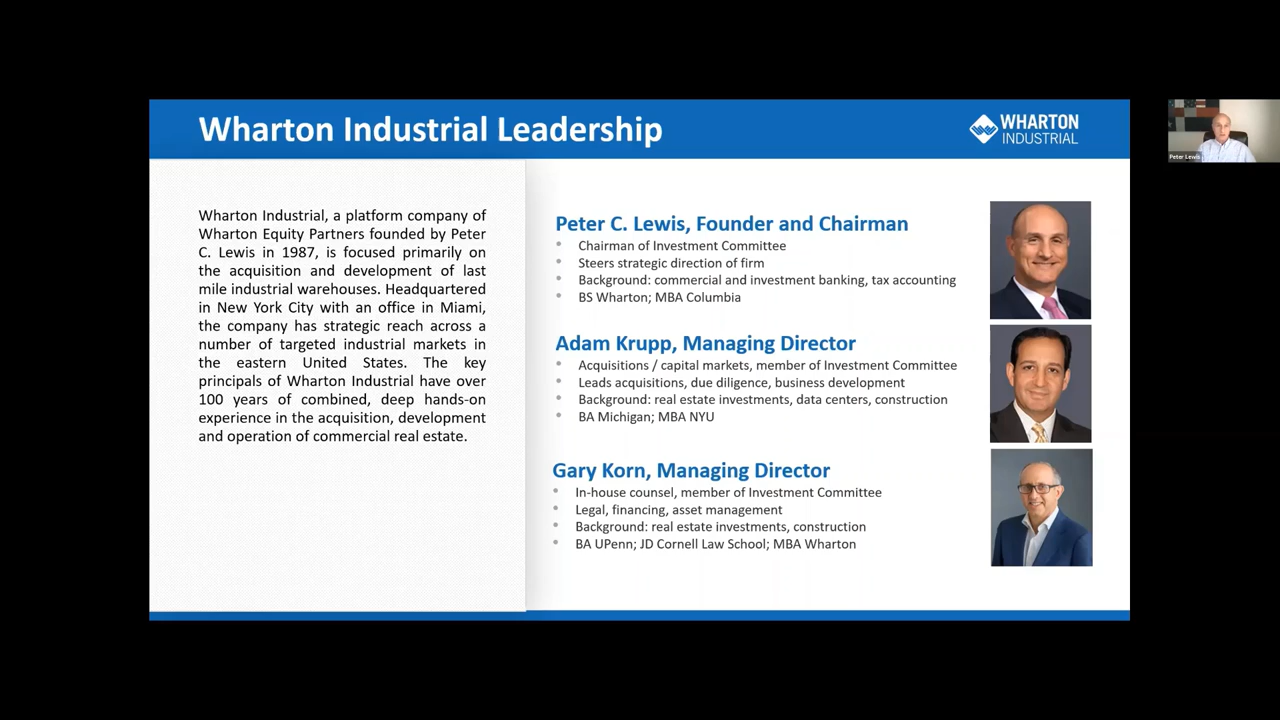 Wharton Industrial Leadership
WHARTON
INDUSTRIAL
Wharton Industrial, a platform company of
Wharton Equity Partners founded by Peter
C. Lewis in 1987, is focused primarily on
the acquisition and development of last
mile industrial warehouses. Headquartered
in New York City with an office in Miami,
the company has strategic reach across a
number of targeted industrial markets in
the eastern United States. The key
principals of Wharton Industrial have over
100 years of combined, deep hands-on
experience in the acquisition, development
and operation of commercial real estate.
Peter C. Lewis, Founder and Chairman
• Chairman of Investment Committee
• Steers strategic direction of firm
• Background: commercial and investment banking, tax accounting
• BS Wharton; MBA Columbia
Adam Krupp, Managing Director
• Acquisitions / capital markets, member of Investment Committee
• Leads acquisitions, due diligence, business development
• Background: real estate investments, data centers, construction
• BA Michigan; MBA NYU
Gary Korn, Managing Director
• In-house counsel, member of Investment Committee
• Legal, financing, asset management
• Background: real estate investments, construction
• BA UPenn; JD Cornell Law School; MBA Wharton
Peter Lewis